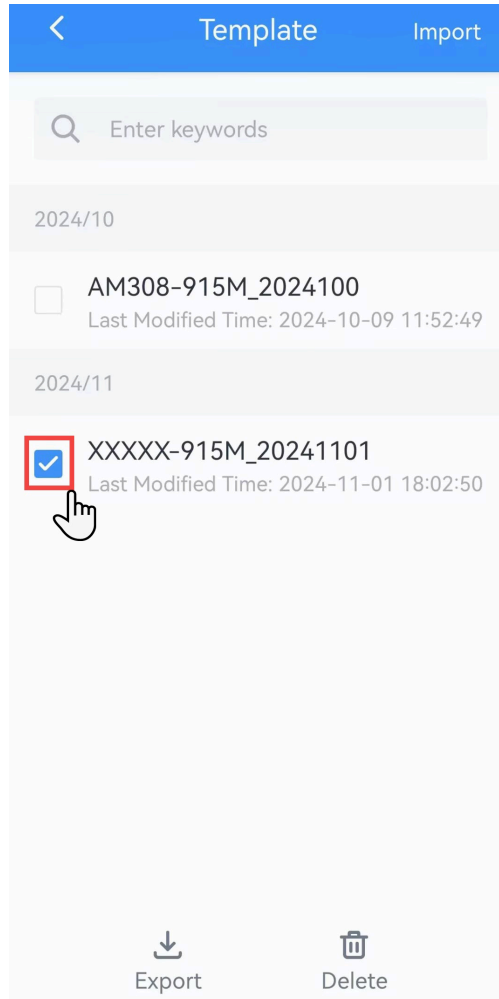 Template
Import
Enter keywords
2024/10
AM308-915M_2024100
Last Modified Time: 2024-10-09 11:52:49
2024/11
XXXXX-915M_20241101
Last Modified Time: 2024-11-01 18:02:50
Export
Delete